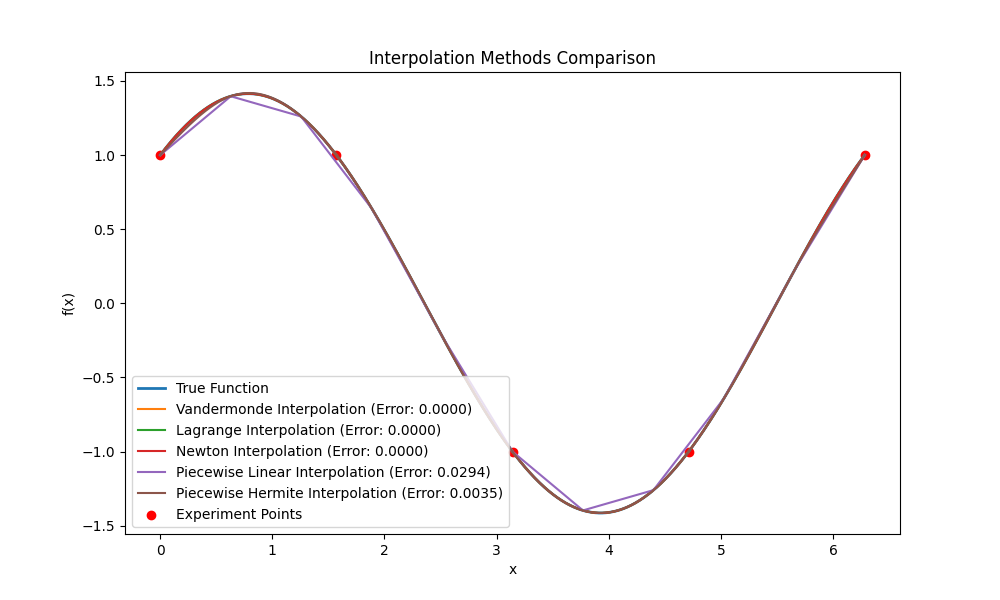 Interpolation Methods Comparison
f(x)
1.5
1.0
0.5
0.0
−0.5
−1.0
−1.5
True Function
Vandermonde Interpolation (Error: 0.0000)
Lagrange Interpolation (Error: 0.0000)
Newton Interpolation (Error: 0.0000)
Piecewise Linear Interpolation (Error: 0.0294)
Piecewise Hermite Interpolation (Error: 0.0035)
Experiment Points
0 1 2 3 4 5 6
x